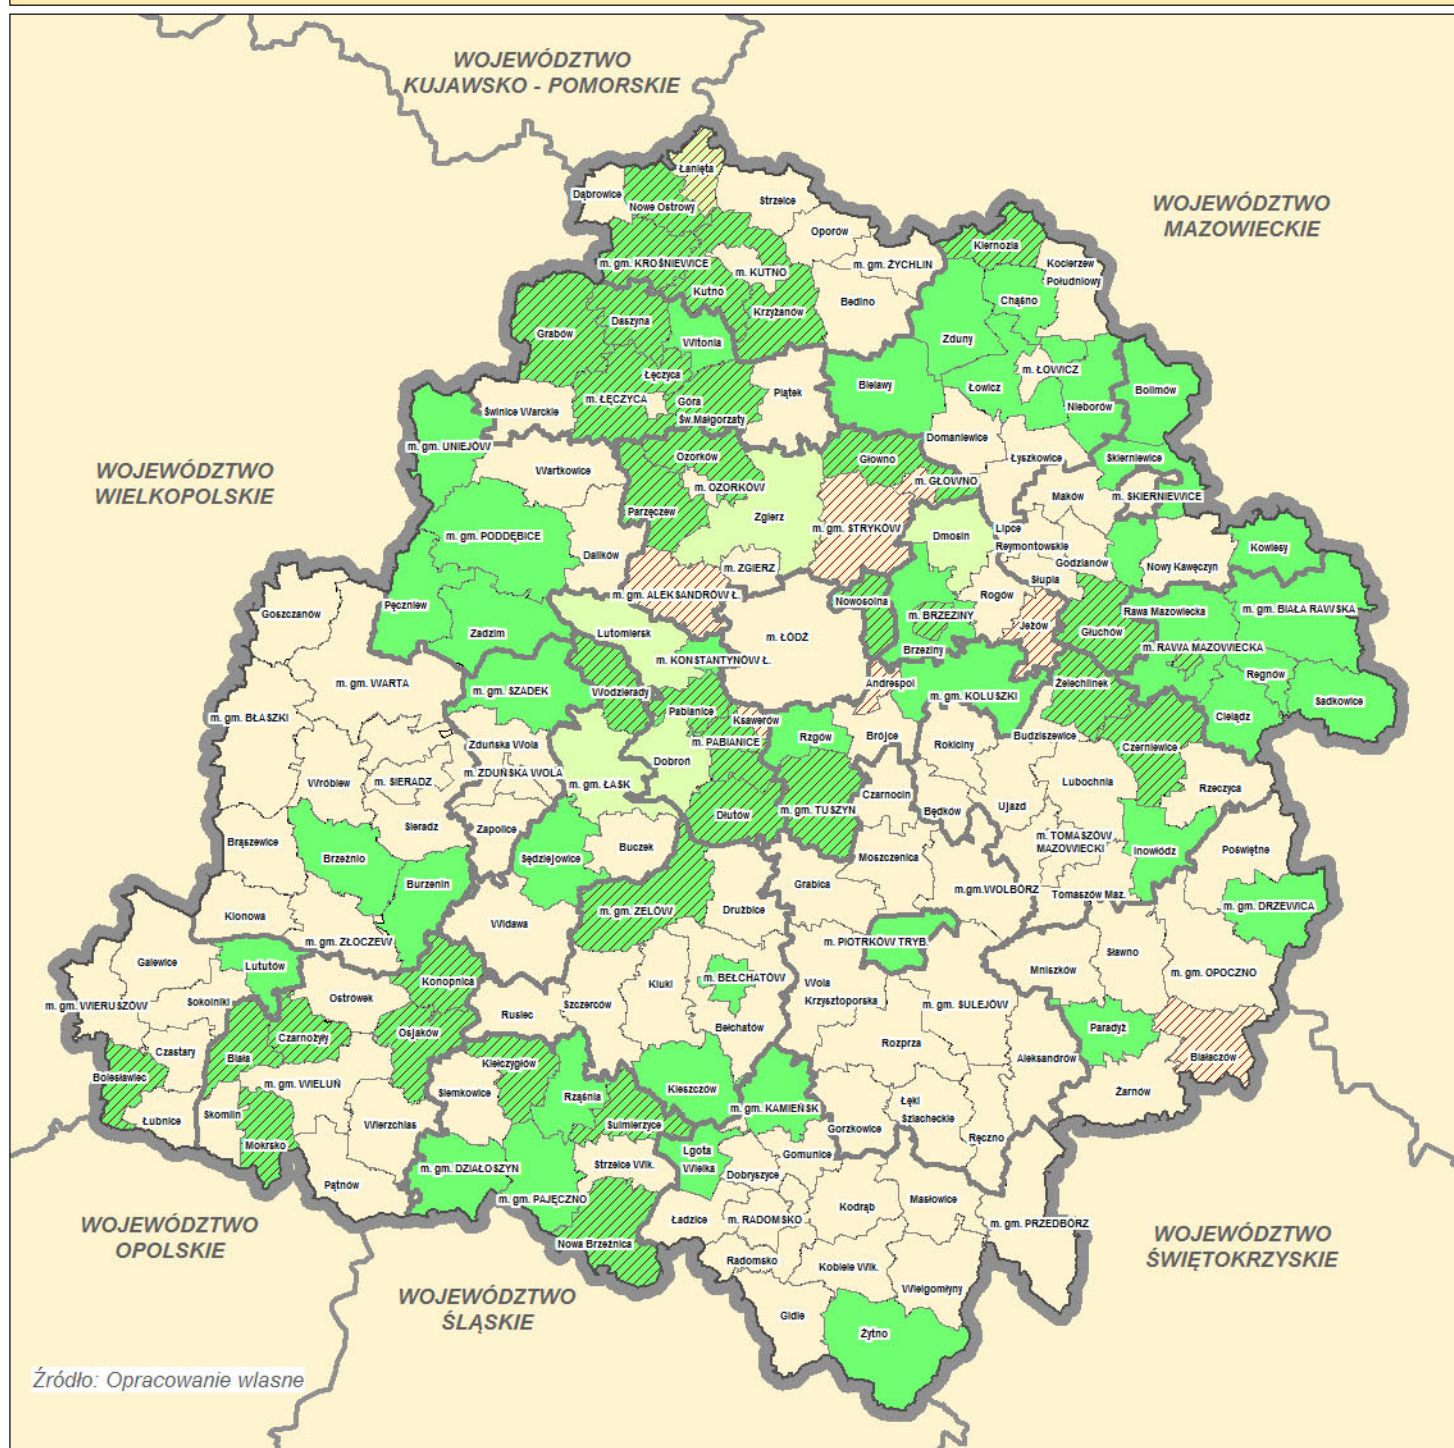 WOJEWÓDZTWO
KUJAWSKO - POMORSKIE
WOJEWÓDZTWO
MAZOWIECKIE
WOJEWÓDZTWO
WIELKOPOLSKIE
Łanięta
Dąbrowice
Nowe Ostrowy
Strzelce
Oporów
m. gm. KROŚNIEWICE
m. KUTNO
m. gm. ŻYCHLIN
Kutno
Bedlno
Krzyżanów
Kiernozia
Kocierzew
Południowy
Chąśno
Zduny
Grabów
Daszyna
Witonia
Łęczyca
m. ŁĘCZYCA
Góra
Św.Małgorzaty
Piątek
Bielawy
Łowicz
m. ŁOWICZ
Nieborów
Bolimów
Świnice Warckie
m. gm. UNIEJÓW
Wartkowice
Ozorków
m. OZORKÓW
Parzęczew
Głowno
m. GŁOWNO
Domaniewice
Łyszkowice
Skierniewice
m. SKIERNIEWICE
Maków
Zgierz
m. gm. STRYKÓW
Dmosin
Lipce
Reymontowskie
Godzianów
Słupia
Nowy Kawęczyn
Kowiesy
m. gm. PODDĘBICE
Dalików
m. ZGIERZ
m. gm. ALEKSANDRÓW Ł.
Nowosolna
Rogów
m. BRZEZINY
Brzeziny
Jeżów
Głuchów
Rawa Mazowiecka
m. gm. BIAŁA RAWSKA
m. RAWA MAZOWIECKA
Regnów
Sadkowice
Cielądz
Goszczanów
Pęczniew
Zadzim
Lutomiersk
m. ŁÓDŹ
m. KONSTANTYNÓW Ł.
Andrespol
m. gm. KOLUSZKI
Żelechlinek
m. gm. WARTA
m. gm. SZADEK
Wodzierady
Pabianice
Ksawerów
m. PABIANICE
Rzgów
Brójce
Rokiciny
Budziszewice
Czerniewice
m. gm. BŁASZKI
Zduńska Wola
m. ZDUŃSKA WOLA
Wróblew
m. SIERADZ
Sieradz
Zapolice
m. gm. ŁASK
Dobroń
Dłutów
m. gm. TUSZYN
Czarnocin
Będków
Ujazd
Lubochnia
Rzeczyca
m. TOMASZÓW
MAZOWIECKI
Inowłódz
Poświętne
Brąszewice
Brzeźnio
Burzenin
Sędziejowice
Buczek
Moszczenica
Grabica
m.gm.WOLBÓRZ
Tomaszów Maz.
m. gm. DRZEWICA
m. gm. ZELÓW
Drużbice
Klonowa
m. gm. ZŁOCZEW
Widawa
m. PIOTRKÓW TRYB.
Sławno
Mniszków
m. gm. OPOCZNO
Galewice
Lututów
m. gm. WIERUSZÓW
Sokolniki
Ostrówek
Konopnica
Rusiec
Szczerców
Kluki
m. BEŁCHATÓW
Bełchatów
Wola
Krzysztoporska
m. gm. SULEJÓW
Czastary
Czarnożyły
Osjaków
Biała
Rozprza
Aleksandrów
Paradyż
Białaczów
Bolesławiec
Łubnice
m. gm. WIELUŃ
Skomlin
Mokrsko
Wierzchlas
Kiełczygłów
Siemkowice
Rząśnia
Sulmierzyce
Kleszczów
m. gm. KAMIEŃSK
Łęki
Szlacheckie
Gorzkowice
Ręczno
Żarnów
Pątnów
m. gm. DZIAŁOSZYN
m. gm. PAJĘCZNO
Strzelce Wlk.
Lgota
Wielka
Dobryszyce
Gomunice
Nowa Brzeźnica
Ładzice
m. RADOMSKO
Radomsko
Kodrąb
Masłowice
m. gm. PRZEDBÓRZ
Kobiele Wlk.
Wielgomłyny
Gidle
Żytno
WOJEWÓDZTWO
OPOLSKIE
WOJEWÓDZTWO
ŚLĄSKIE
WOJEWÓDZTWO
ŚWIĘTOKRZYSKIE
Źródło: Opracowanie wlasne